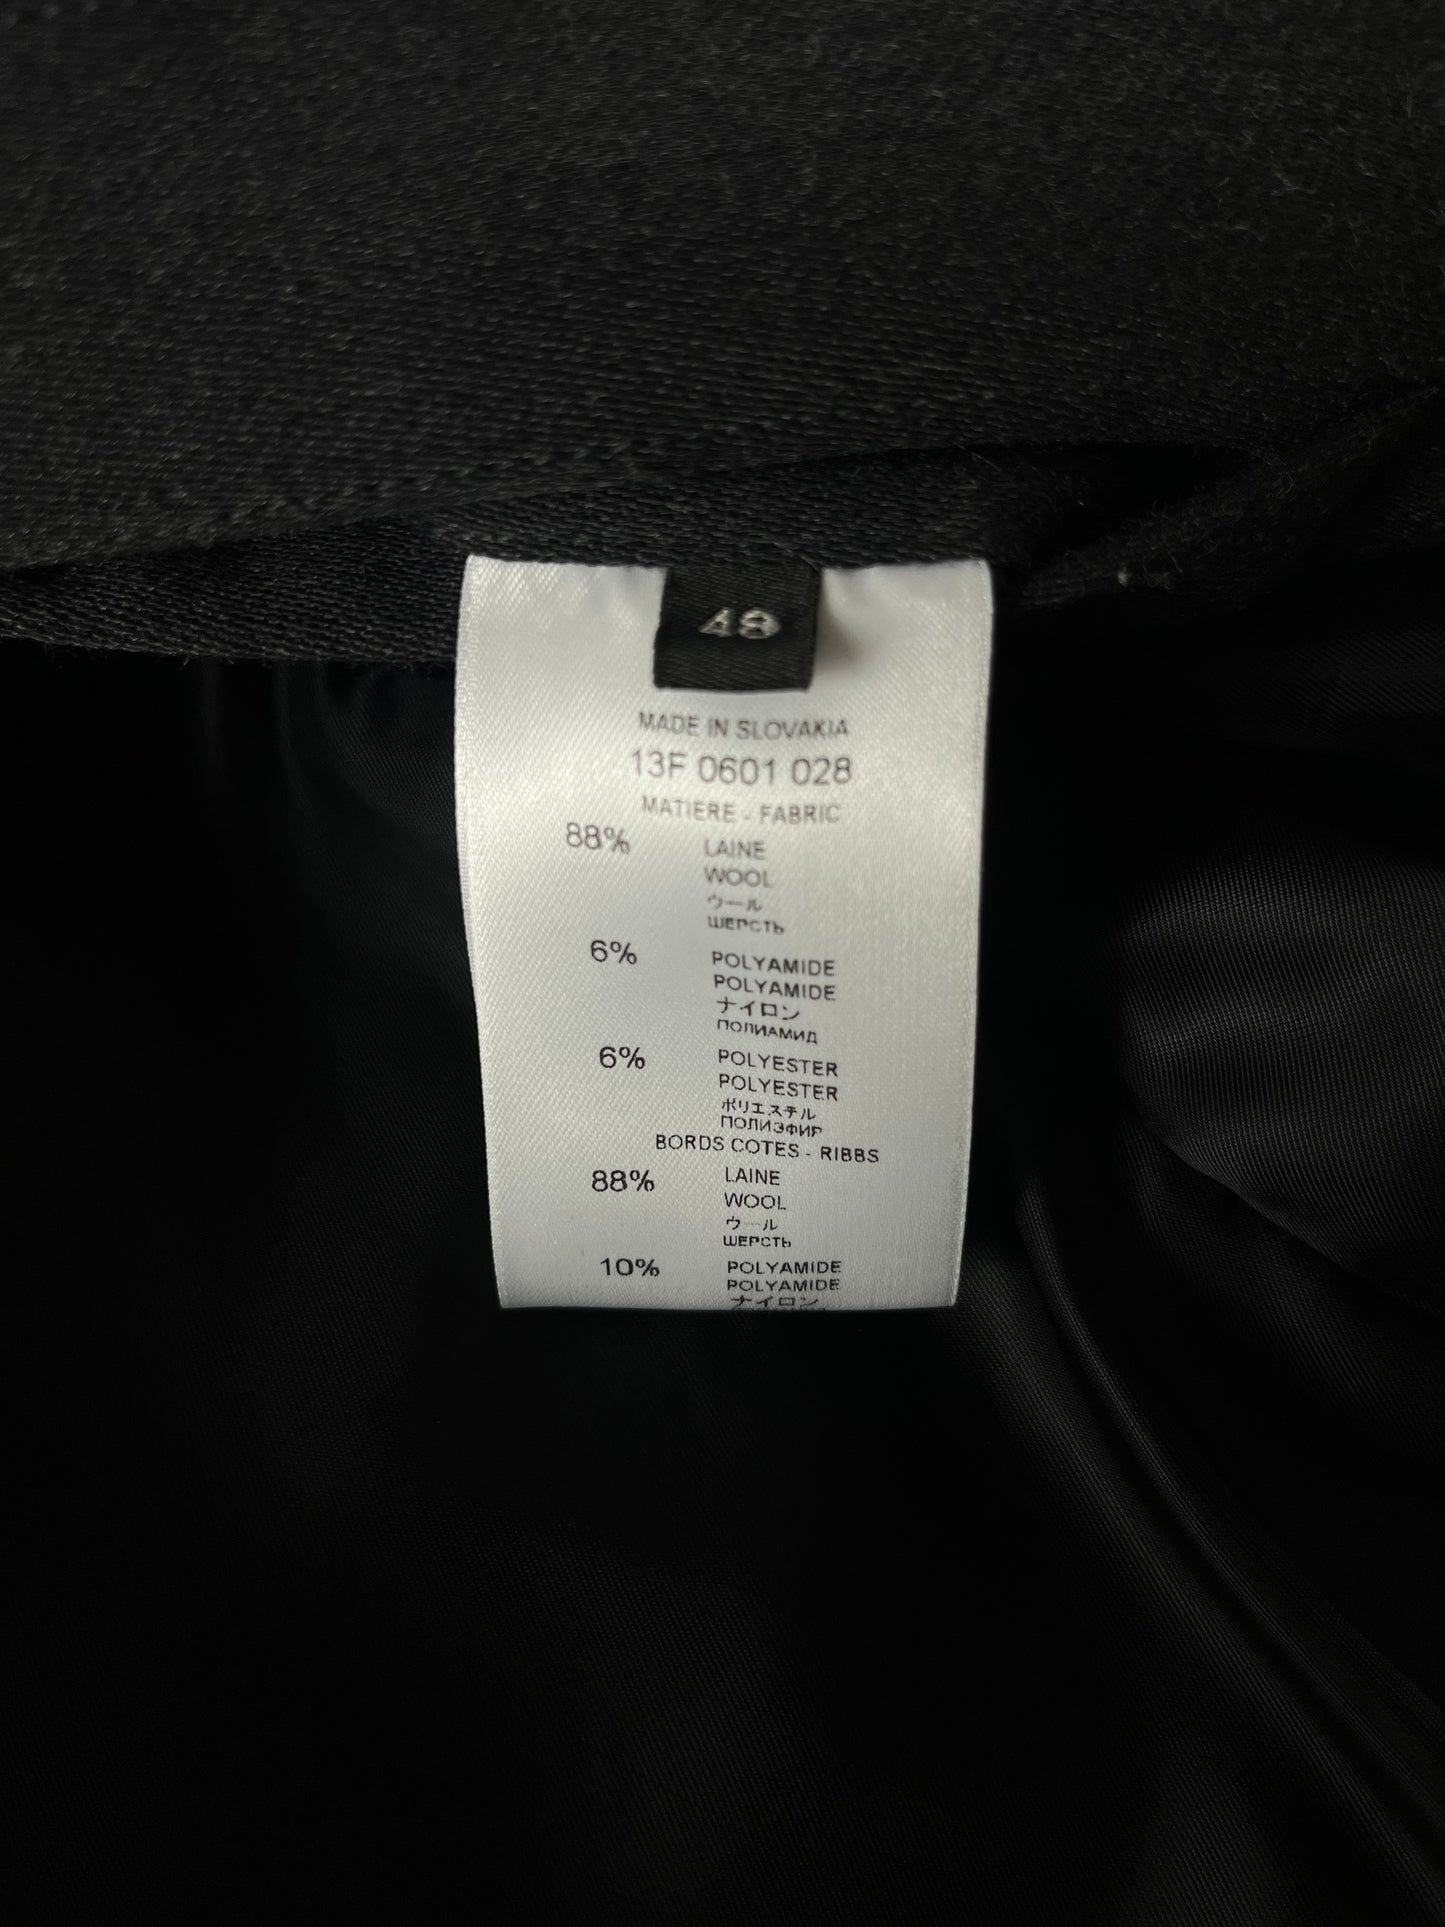 48
MADE IN SLOVAKIA
13F 0601 028
MATIERE - FABRIC
88% LAINE
WOOL
ウール
ШЕРСТЬ
6% POLYAMIDE
POLYAMIDE
ナイロン
ПОЛИАМИД
6% POLYESTER
POLYESTER
ポリエステル
ПОЛИЭФИР
BORDS COTES - RIBBS
88% LAINE
WOOL
ウール
ШЕРСТЬ
10% POLYAMIDE
POLYAMIDE
ナイロン